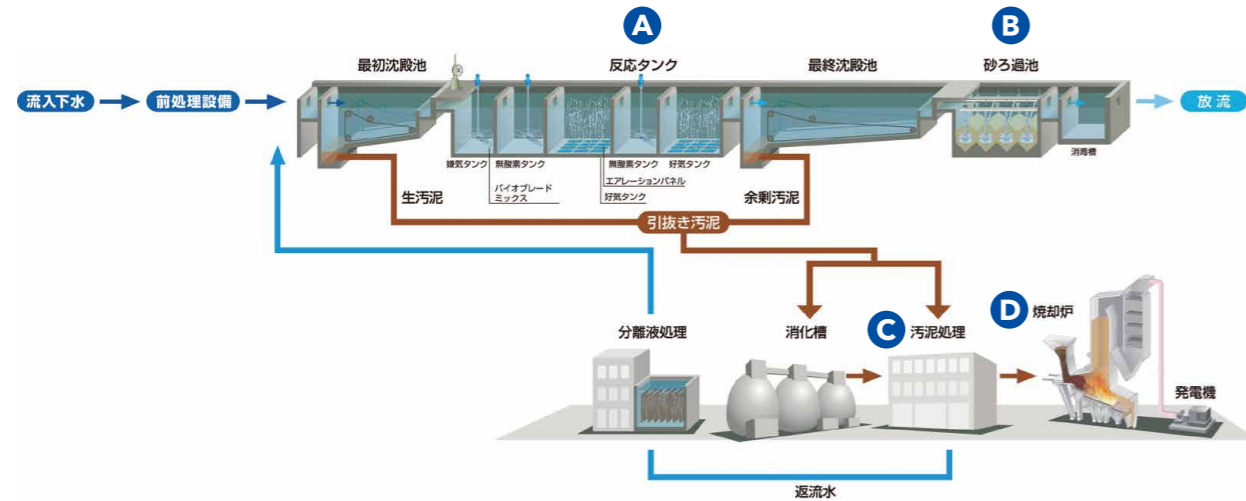 A
B
最初沈殿池
反応タンク
最終沈殿池
砂ろ過池
流入下水
前処理設備
放流
嫌気タンク
無酸素タンク
無酸素タンク
好気タンク
消毒槽
バイオブレード
ミックス
エアレーションパネル
好気タンク
生汚泥
余剰汚泥
引抜き汚泥
分離液処理
消化槽
C
汚泥処理
D
焼却炉
発電機
返流水